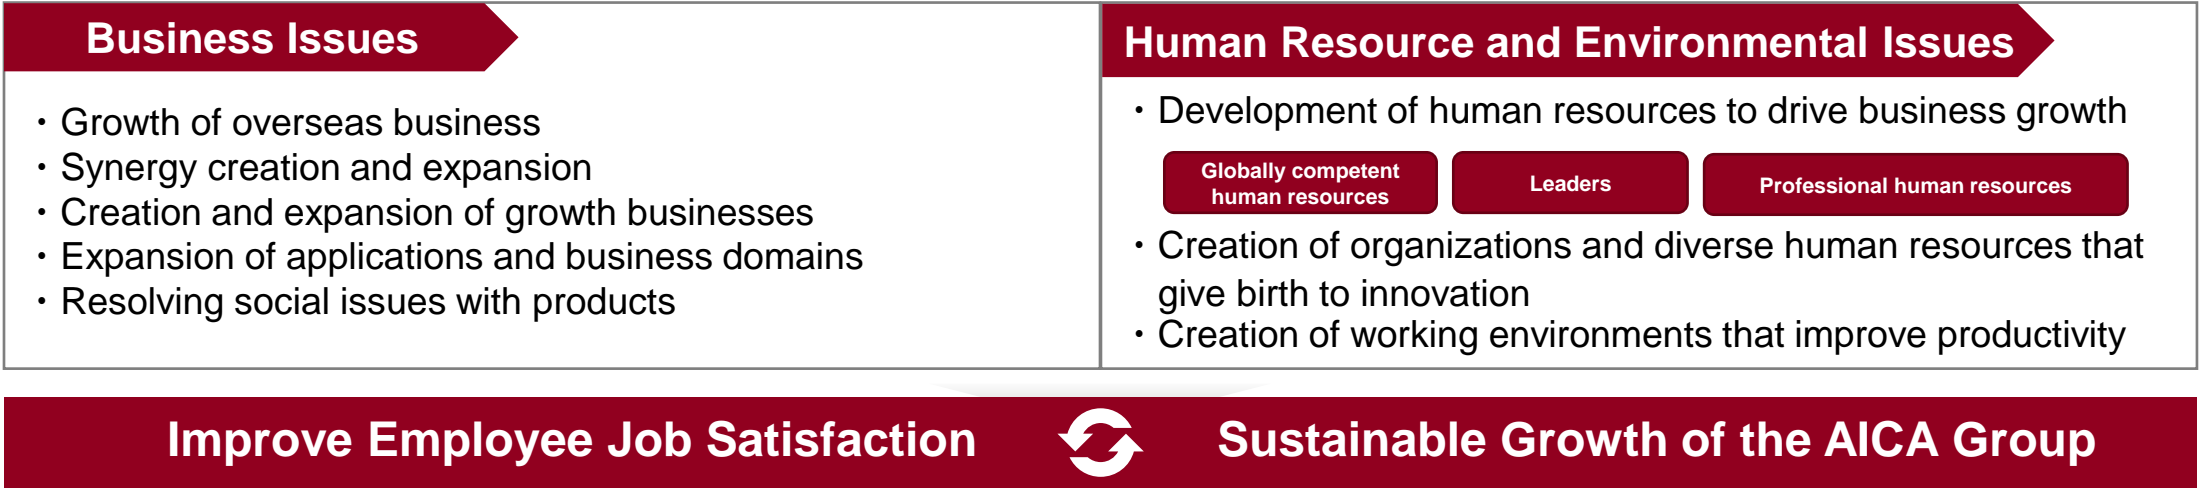 Business Issues
・Growth of overseas business
・Synergy creation and expansion
・Creation and expansion of growth businesses
・Expansion of applications and business domains
・Resolving social issues with products
Human Resource and Environmental Issues
・Development of human resources to drive business growth
Globally competent
human resources
Leaders
Professional human resources
・Creation of organizations and diverse human resources that
give birth to innovation
・Creation of working environments that improve productivity
Improve Employee Job Satisfaction
Sustainable Growth of the AICA Group